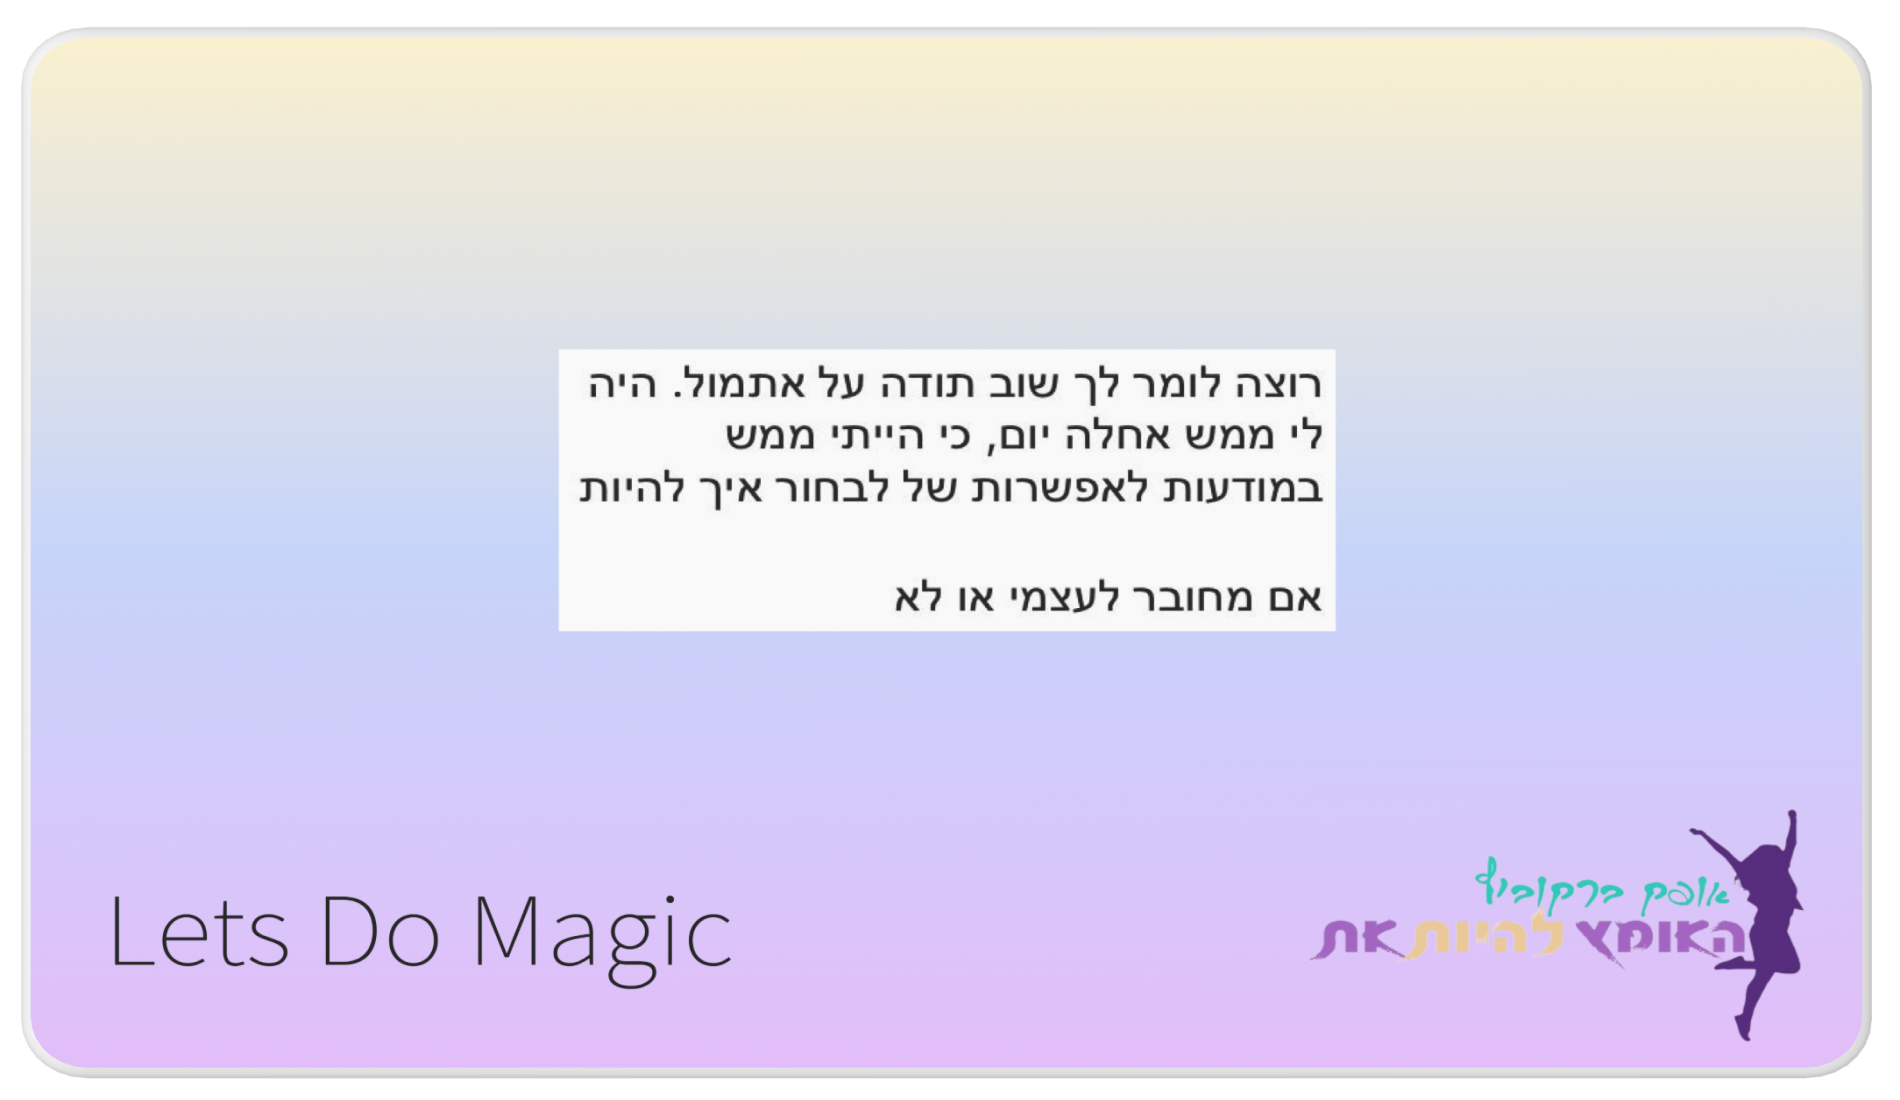 רוצה לומר לך שוב תודה על אתמול. היה
לי ממש אחלה יום, כי הייתי ממש
במודעות לאפשרות של לבחור איך להיות
אם מחובר לעצמי או לא
Lets Do Magic
אופק ברקוביץ
האומץ להיות את